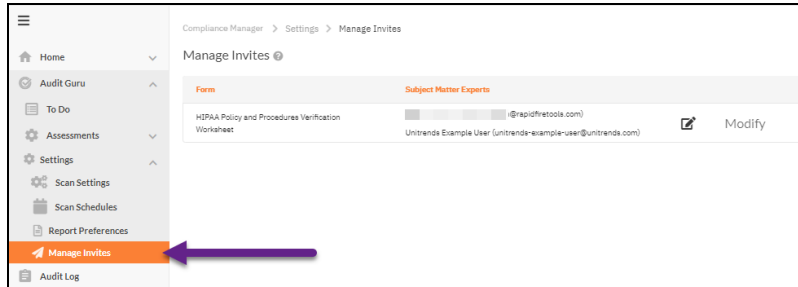 Compliance Manager > Settings > Manage Invites
Manage Invites
Home
Audit Guru
To Do
Assessments
Settings
Scan Settings
Scan Schedules
Report Preferences
Manage Invites
Audit Log
Form
Subject Matter Experts
HIPAA Policy and Procedures Verification
Worksheet
@rapidfiretools.com)
Unitrends Example User (unitrends-example-user@unitrends.com)
Modify